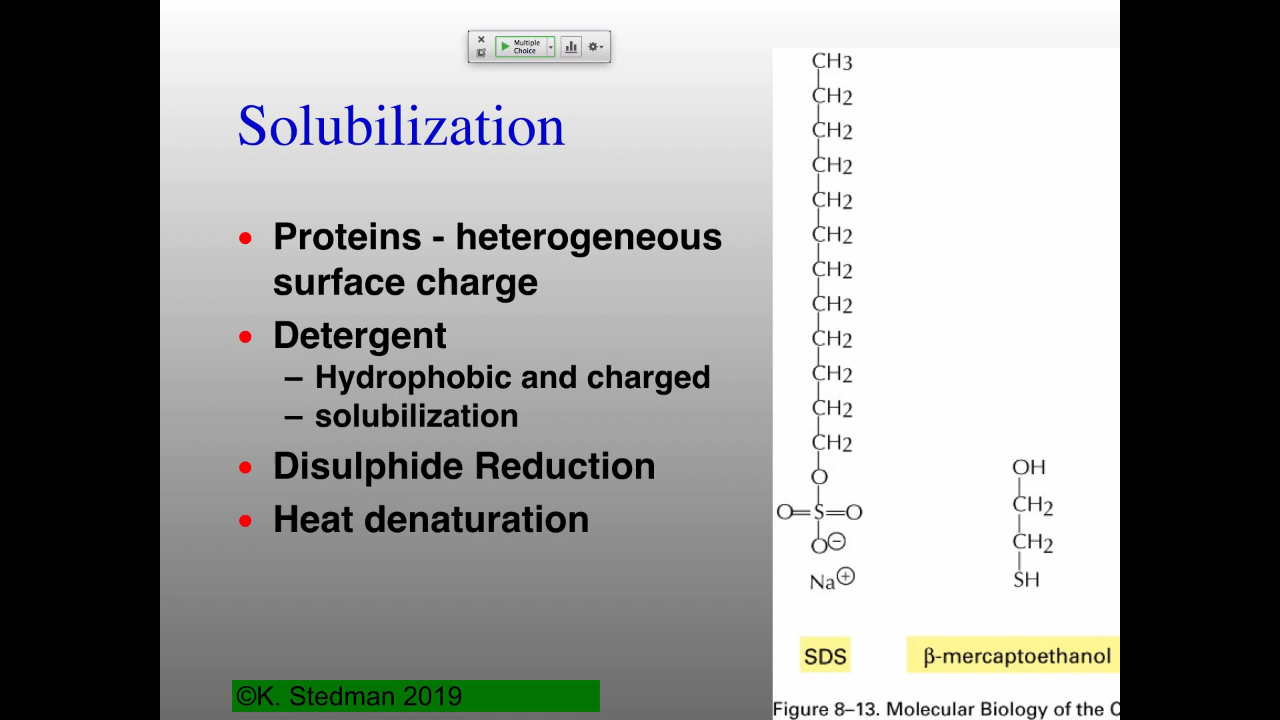 Multiple
Choice
Solubilization
• Proteins - heterogeneous
surface charge
• Detergent
– Hydrophobic and charged
– solubilization
• Disulphide Reduction
• Heat denaturation
©K. Stedman 2019
CH3
CH2
CH2
CH2
CH2
CH2
CH2
CH2
CH2
CH2
CH2
CH2
O
O=S=O
O⊖
Na⊕
OH
CH2
CH2
SH
SDS
β-mercaptoethanol
Figure 8–13. Molecular Biology of the C